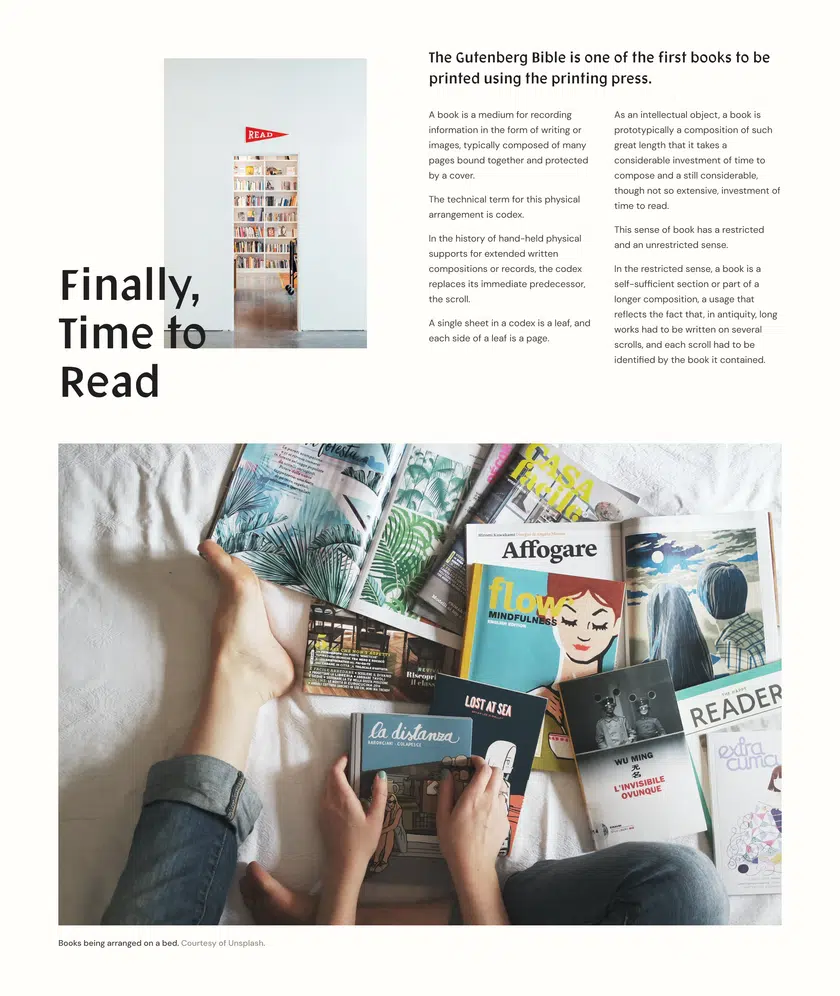 READ
Finally,
Time to
Read
The Gutenberg Bible is one of the first books to be
printed using the printing press.
A book is a medium for recording
information in the form of writing or
images, typically composed of many
pages bound together and protected
by a cover.
The technical term for this physical
arrangement is codex.
In the history of hand-held physical
supports for extended written
compositions or records, the codex
replaces its immediate predecessor,
the scroll.
A single sheet in a codex is a leaf, and
each side of a leaf is a page.
As an intellectual object, a book is
prototypically a composition of such
great length that it takes a
considerable investment of time to
compose and a still considerable,
though not so extensive, investment of
time to read.
This sense of book has a restricted
and an unrestricted sense.
In the restricted sense, a book is a
self-sufficient section or part of a
longer composition, a usage that
reflects the fact that, in antiquity, long
works had to be written on several
scrolls, and each scroll had to be
identified by the book it contained.
CASA
facile
Affogare
flow
MINDFULNESS
ENGLISH EDITION
LOST AT SEA
la distanza
BARONCIANI · COLAPESCE
WU MING
无
名
L'INVISIBILE
OVUNQUE
READER
extra
cuma
Books being arranged on a bed. Courtesy of Unsplash.